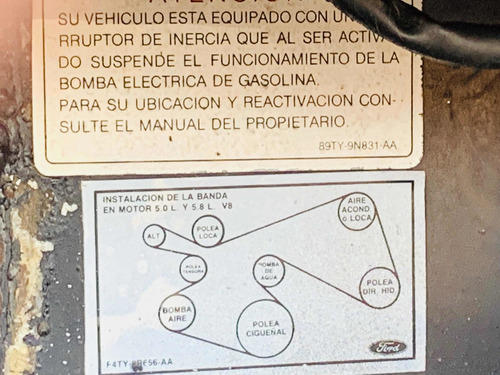 ATENCION
SU VEHICULO ESTA EQUIPADO CON UN
RRUPTOR DE INERCIA QUE AL SER ACTIVA
DO SUSPENDE EL FUNCIONAMIENTO DE LA
BOMBA ELECTRICA DE GASOLINA.
PARA SU UBICACION Y REACTIVACION CON-
SULTE EL MANUAL DEL PROPIETARIO.
89TY-9N831-AA
INSTALACION DE LA BANDA
EN MOTOR 5.0 L. Y 5.8 L. V8
ALT
POLEA
LOCA
AIRE
ACOND
o LOCA
POLEA
TENSORA
BOMBA
DE
AGUA
POLEA
DIR. HID
BOMBA
AIRE
POLEA
CIGUEÑAL
Ford